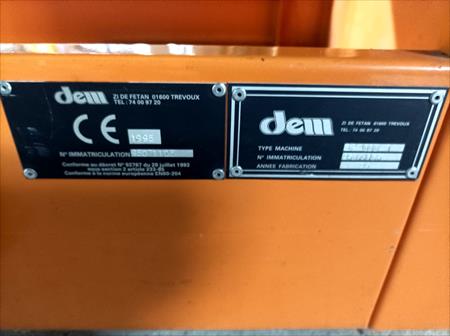 dem
ZI DE FETAN 01600 TREVOUX
TEL: 74 00 97 20
CE
1995
N° IMMATRICULATION
Conforme au décret N° 92767 du 29 juillet 1992
sous section 2 article 233-85
Conforme à la norme européenne EN60-204
dem
ZI DE FETAN 01600 TREVOUX
TEL: 74 00 97 20
TYPE MACHINE
N° IMMATRICULATION
ANNEE FABRICATION